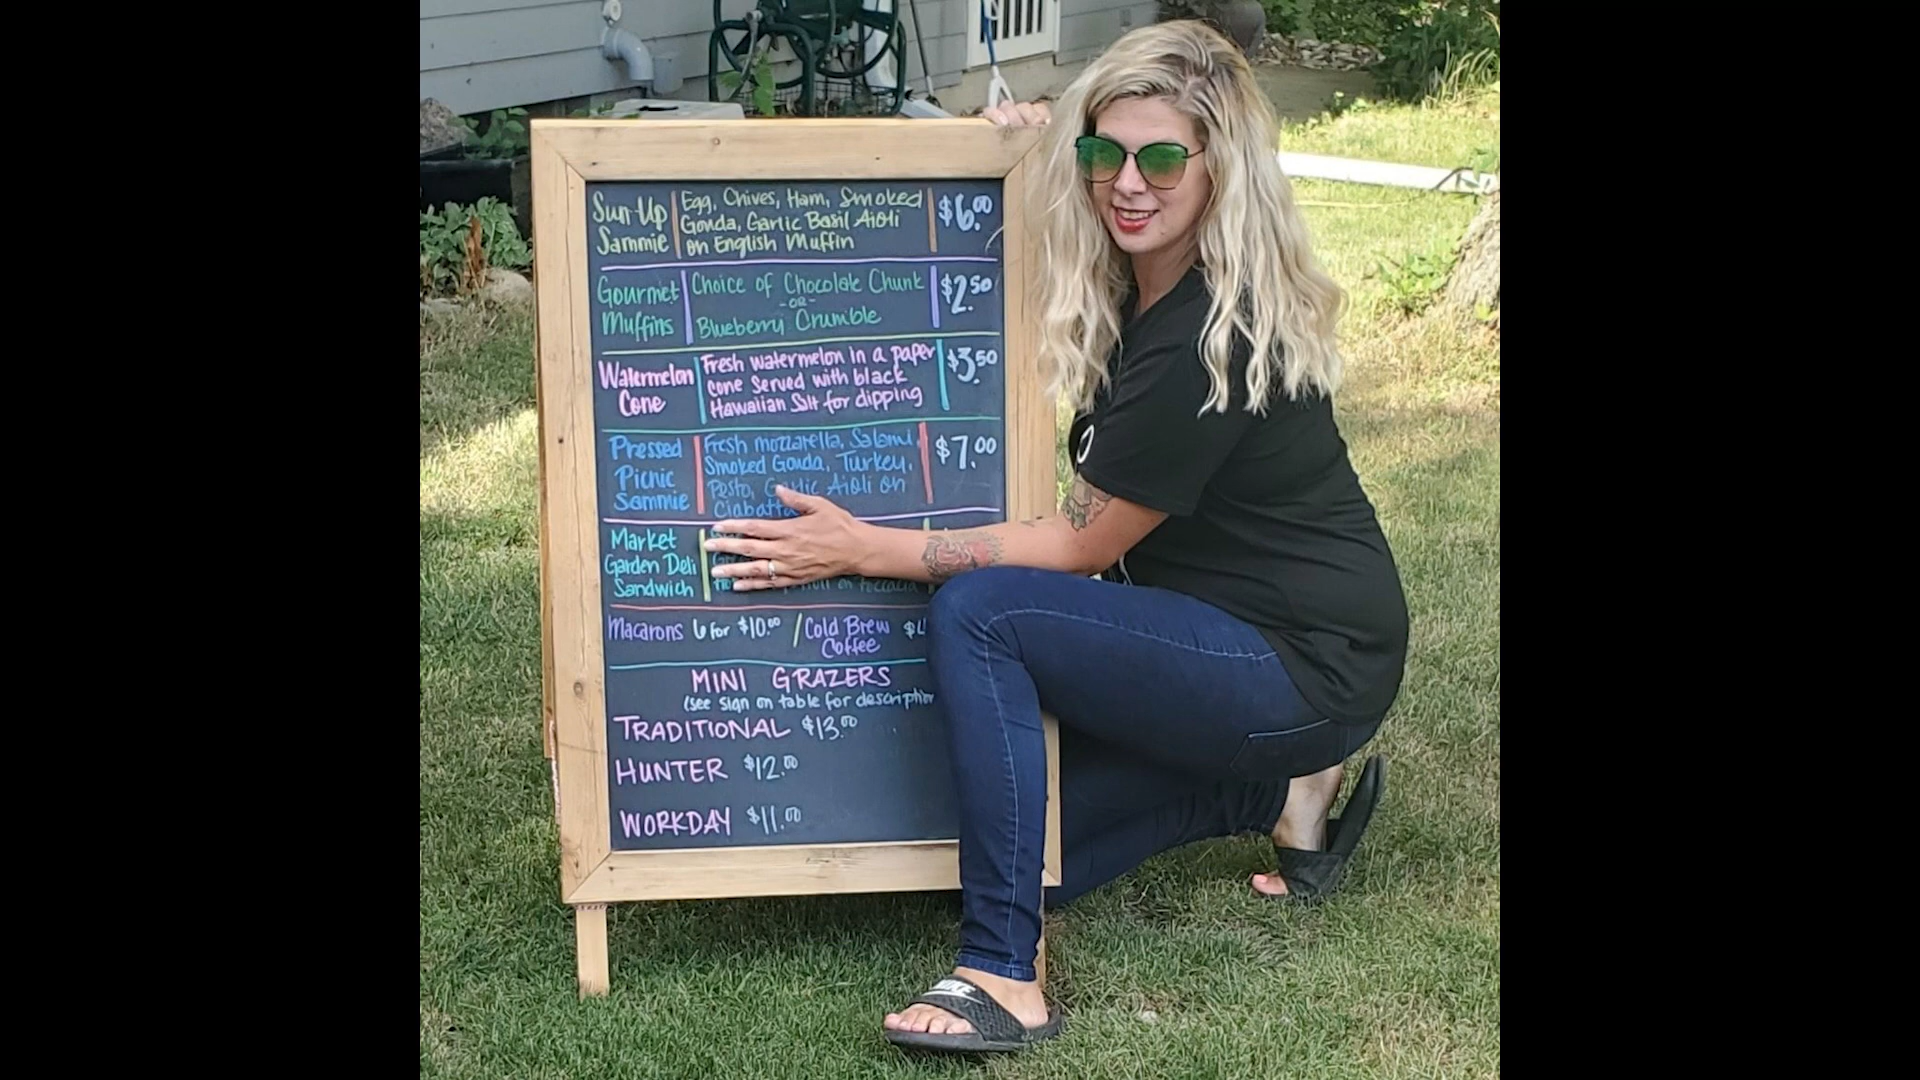 Sun-Up Sammie
Egg, Chives, Ham, Smoked
Gouda, Garlic Basil Aioli
on English Muffin
$6.00
Gourmet Muffins
Choice of Chocolate Chunk
-OR-
Blueberry Crumble
$2.50
Watermelon Cone
Fresh watermelon in a paper
cone served with black
Hawaiian Salt for dipping
$3.50
Pressed Picnic Sammie
Fresh mozzarella, Salami,
Smoked Gouda, Turkey,
Pesto, Garlic Aioli on
Ciabatta
$7.00
Market
Garden Deli
Sandwich
on foccacia
Macarons 6 for $10.00 / Cold Brew
Coffee
MINI GRAZERS
(see sign on table for description
TRADITIONAL $13.00
HUNTER $12.00
WORKDAY $11.00
NIKE